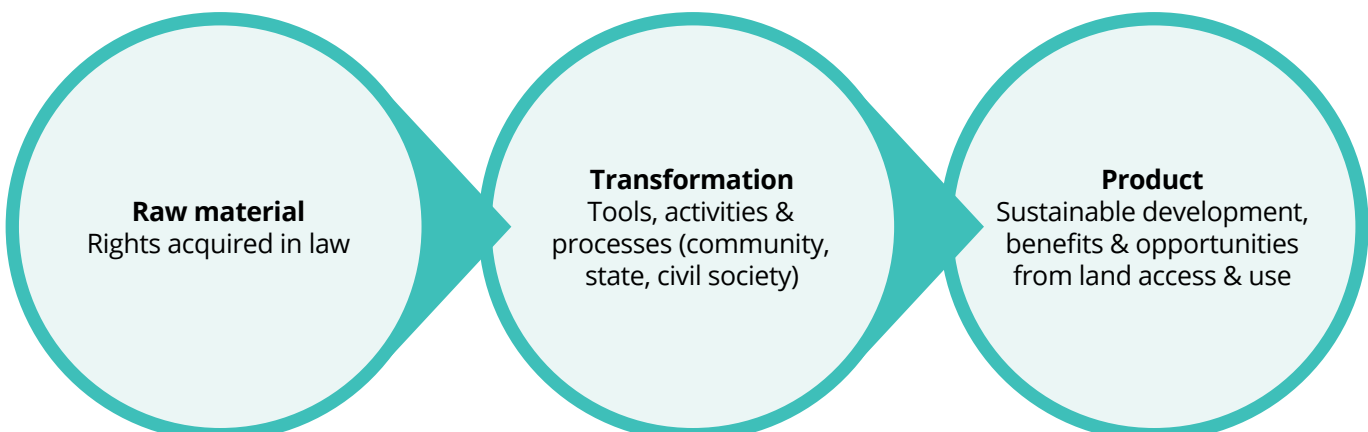 Raw material
Rights acquired in law
Transformation
Tools, activities &
processes (community,
state, civil society)
Product
Sustainable development,
benefits & opportunities
from land access & use